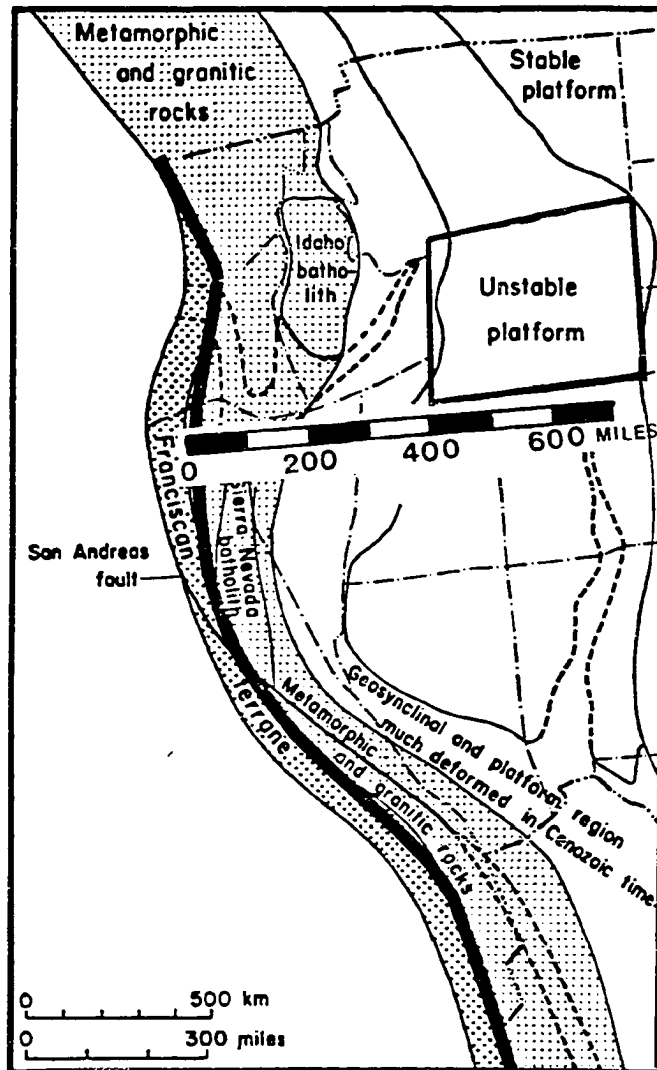 Metamorphic
and granitic
rocks
Stable
platform
Idaho
batho
lith
Unstable
platform
0 200 400 600 MILES
Franciscan
terrane
Sierra Nevada
batholith
San Andreas
fault
Metamorphic
and granitic rocks
Geosynclinal and platform region
much deformed in Cenozoic time
0 500 km
0 300 miles